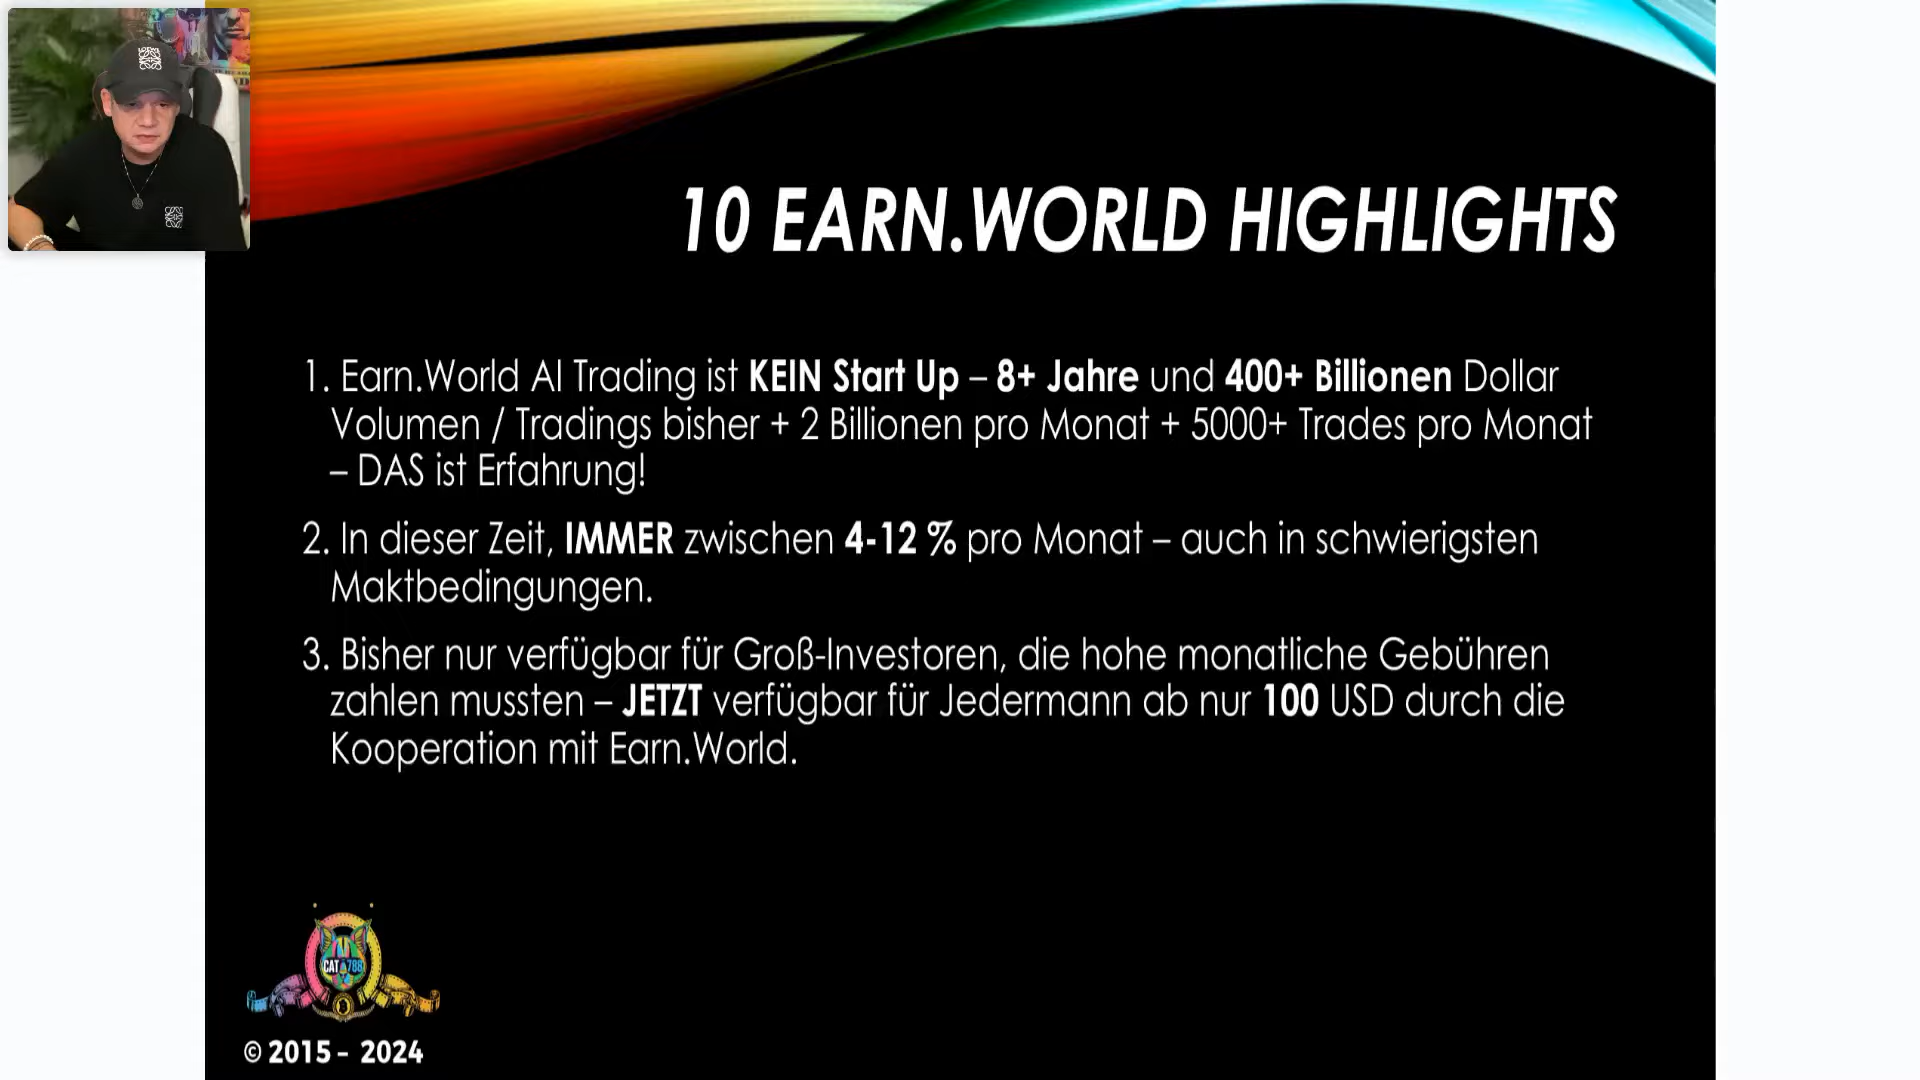 LOEWE
10 EARN.WORLD HIGHLIGHTS
1. Earn.World AI Trading ist KEIN Start Up – 8+ Jahre und 400+ Billionen Dollar
Volumen / Tradings bisher + 2 Billionen pro Monat + 5000+ Trades pro Monat
– DAS ist Erfahrung!
2. In dieser Zeit, IMMER zwischen 4-12 % pro Monat – auch in schwierigsten
Maktbedingungen.
3. Bisher nur verfügbar für Groß-Investoren, die hohe monatliche Gebühren
zahlen mussten – JETZT verfügbar für Jedermann ab nur 100 USD durch die
Kooperation mit Earn.World.
© 2015 - 2024